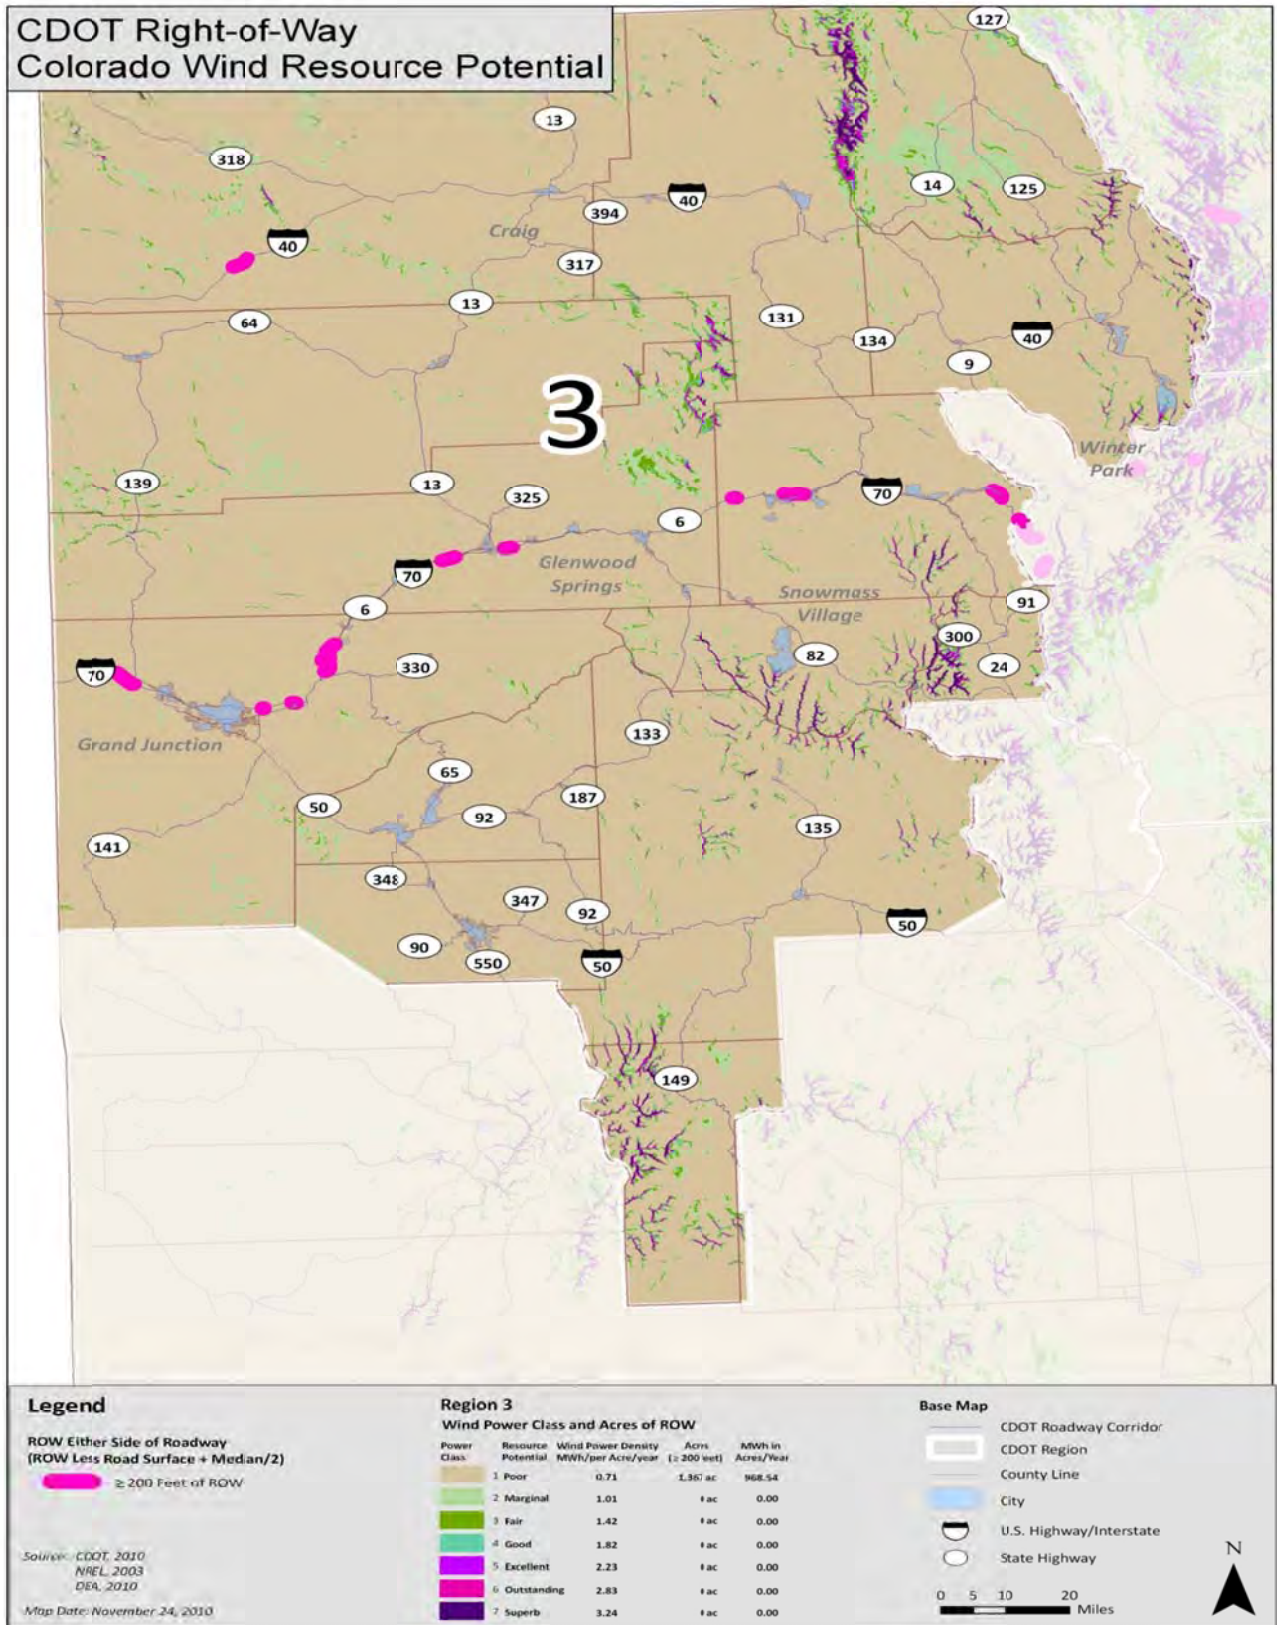 CDOT Right-of-Way
Colorado Wind Resource Potential
127
13
318
14
125
40
394
Craig
40
317
13
64
131
134
40
9
3
Winter
Park
139
13
325
70
6
Glenwood
Springs
70
Snowmass
Village
91
6
300
82
24
330
70
133
Grand Junction
65
187
50
92
135
141
348
347
92
50
90
550
50
149
Legend
ROW Either Side of Roadway
(ROW Less Road Surface + Median/2)
≥ 200 Feet of ROW
Source: CDOT, 2010
NREL, 2003
Map Date: November 24, 2010
Region 3
Wind Power Class and Acres of ROW
Power Class Resource Potential Wind Power Density MWh/per Acre/year MWh in Acres/Year
1 Poor 0.71 ac 968.54
2 Marginal 1.01 ac 0.00
3 Fair 1.42 ac 0.00
4 Good 1.82 ac 0.00
5 Excellent 2.23 ac 0.00
6 Outstanding 2.83 ac 0.00
7 Superb 3.24 ac 0.00
Base Map
CDOT Roadway Corridor
CDOT Region
County Line
City
U.S. Highway/Interstate
State Highway
N
0 5 10 20
Miles